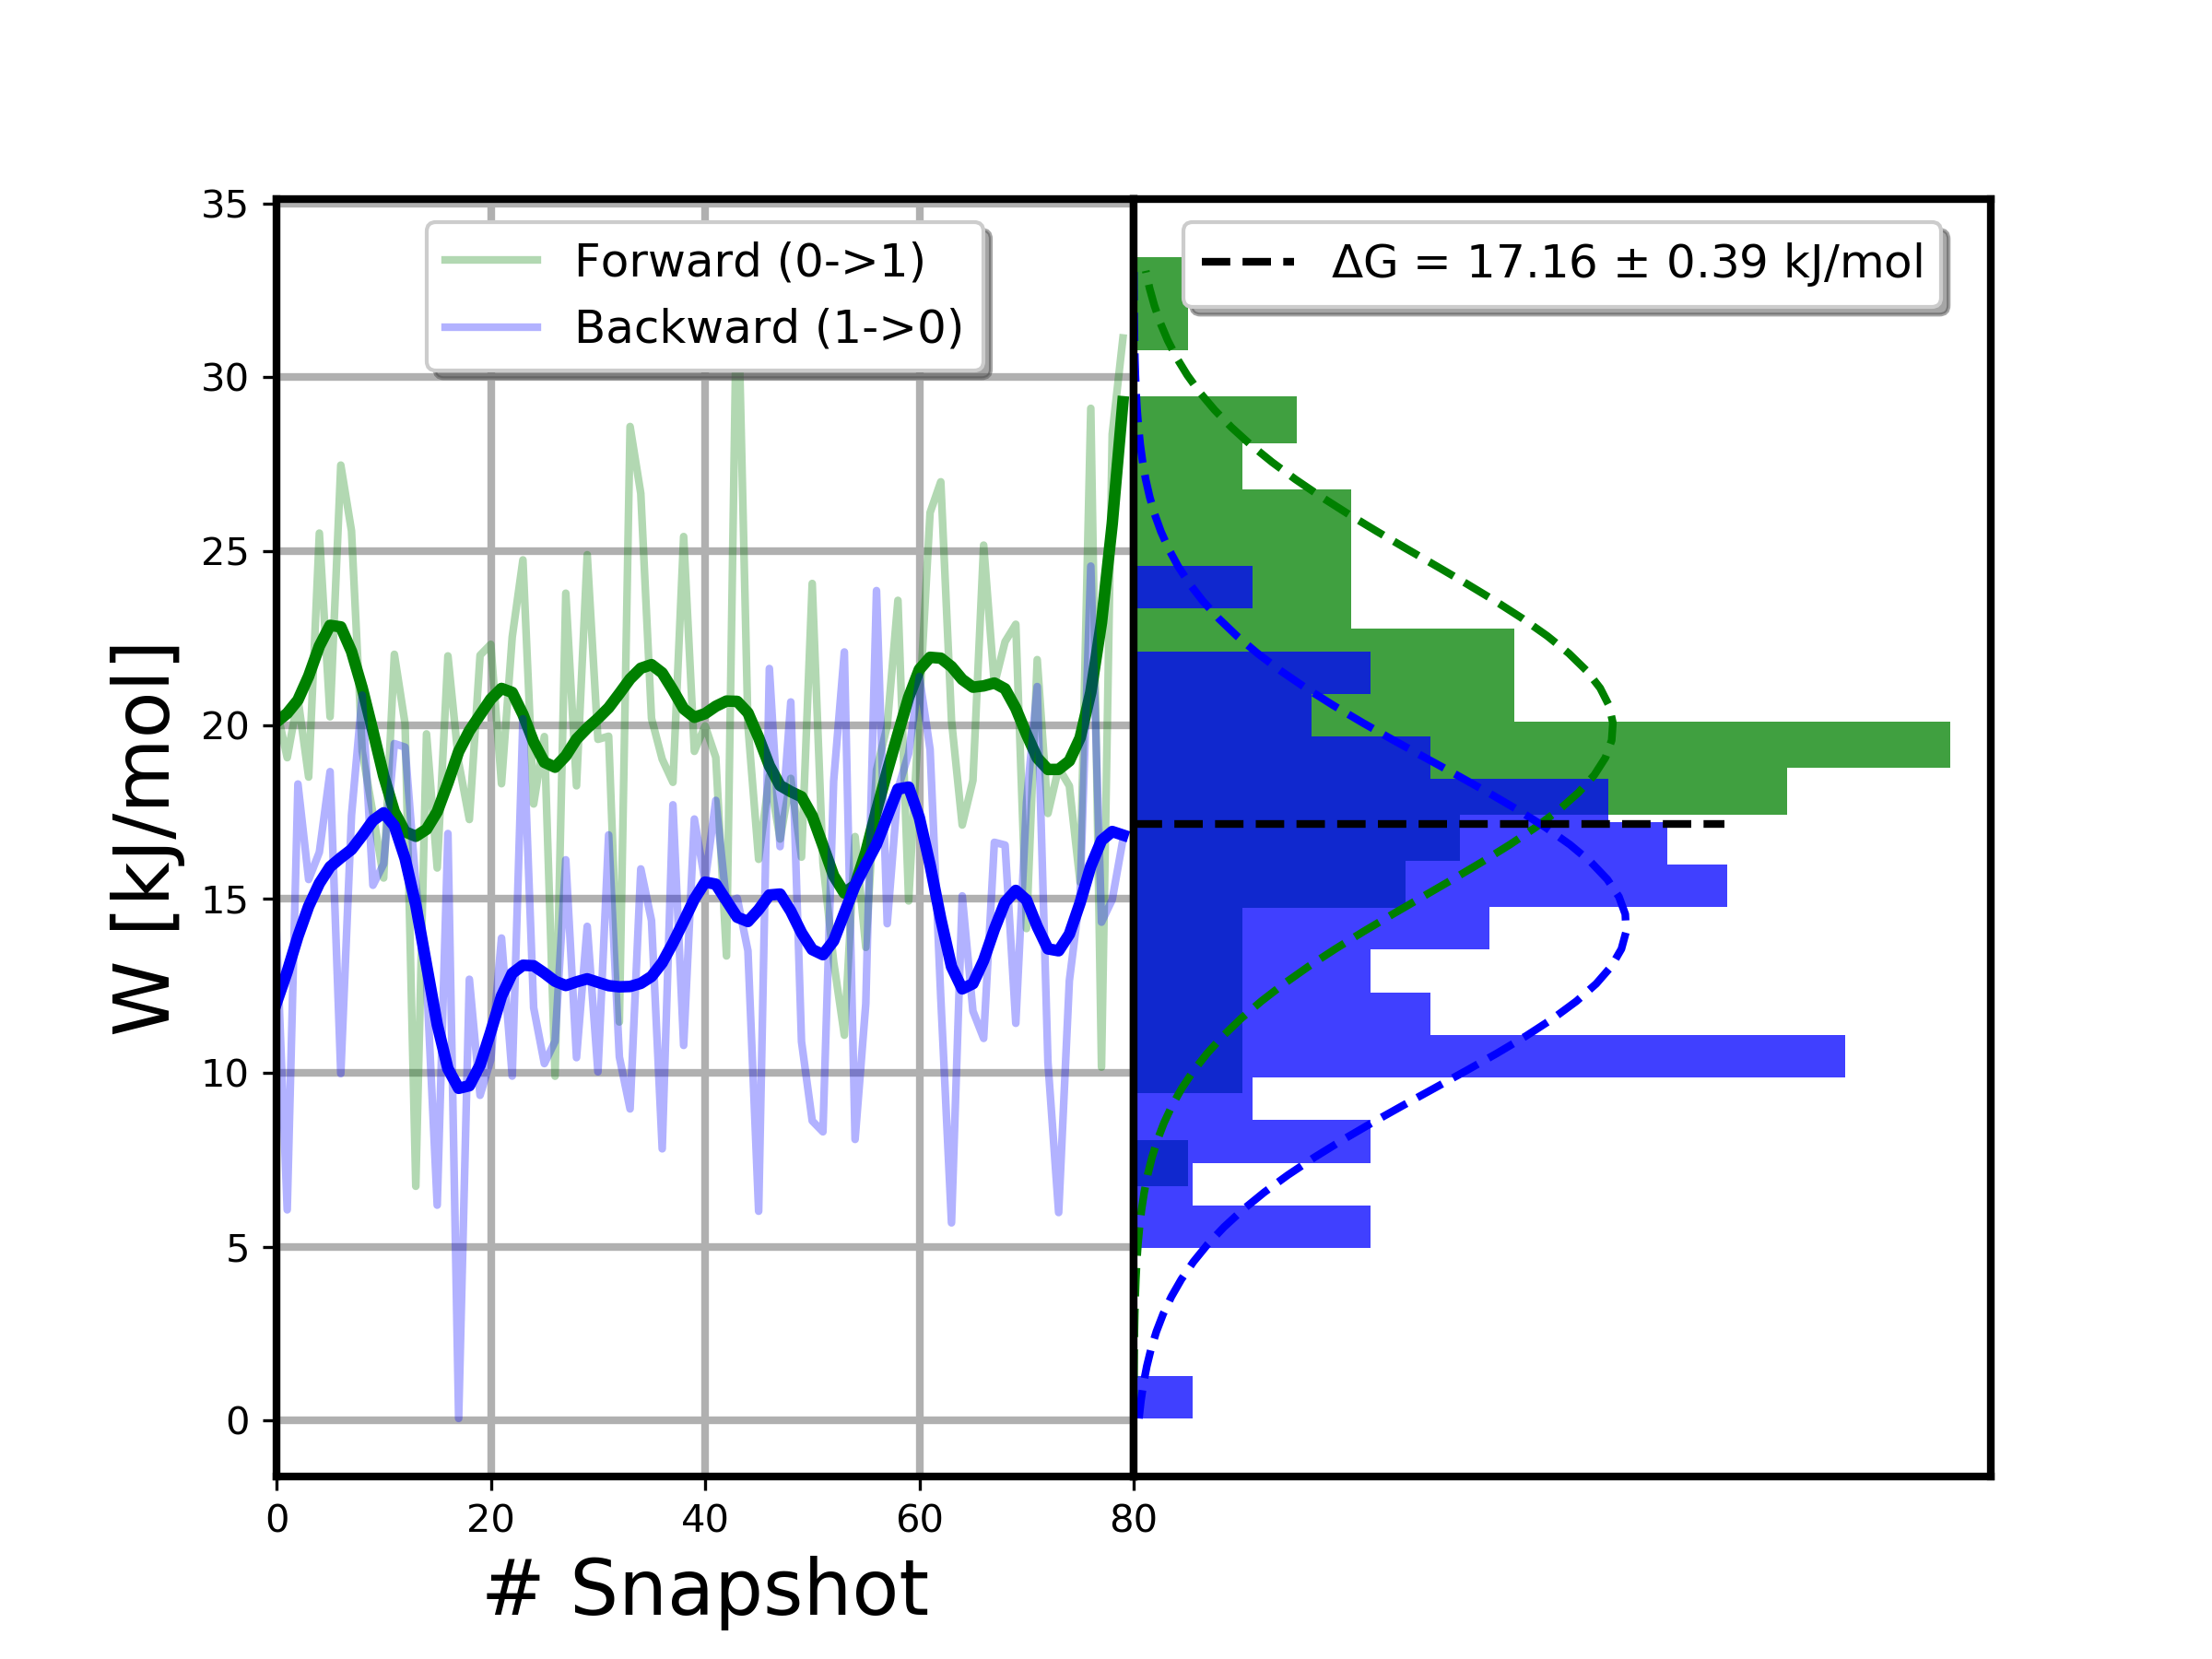 Forward (0->1)
Backward (1->0)
ΔG = 17.16 ± 0.39 kJ/mol
W [kJ/mol]
35
30
25
20
15
10
5
0
0 20 40 60 80
# Snapshot